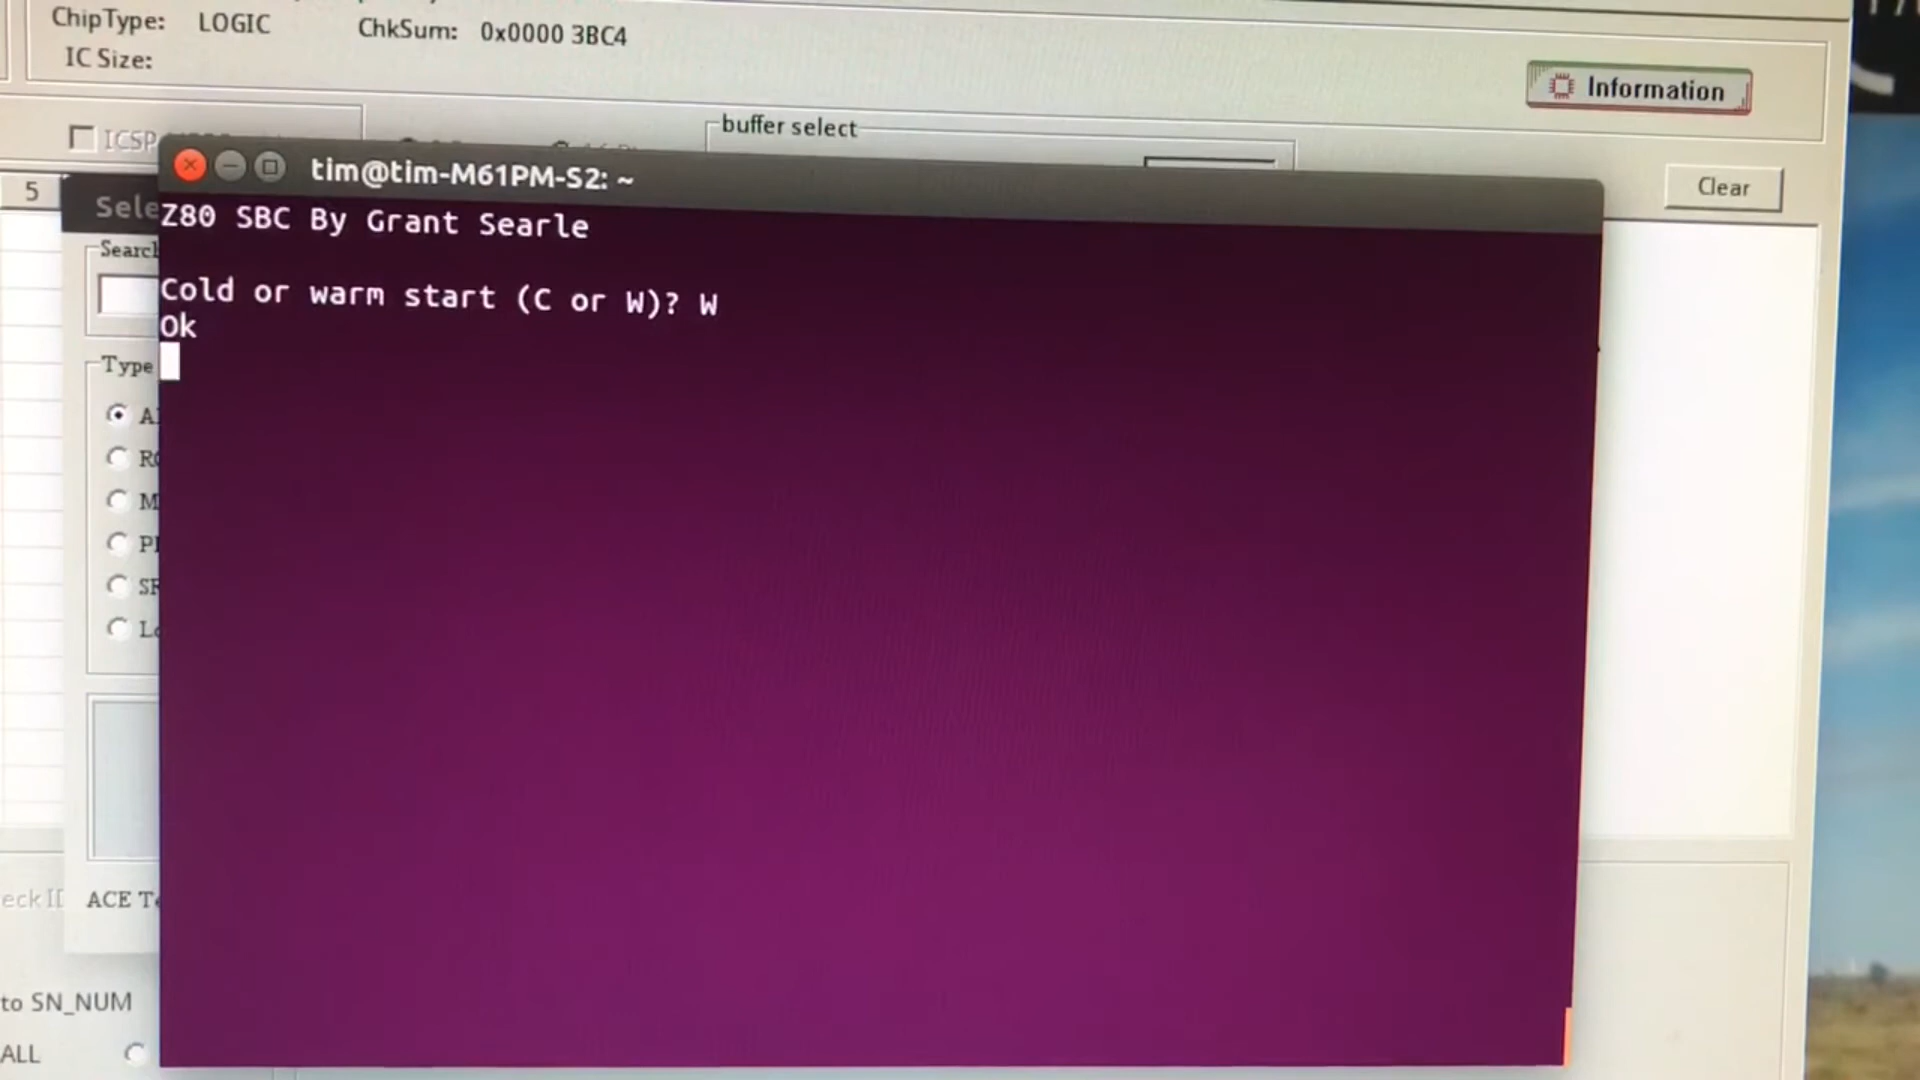 ChipType: LOGIC ChkSum: 0x0000 3BC4
IC Size:
Information
ICSP
buffer select
5
tim@tim-M61PM-S2: ~
Clear
Z80 SBC By Grant Searle
Cold or warm start (C or W)? W
Ok
Type
ACE
to SN_NUM
ALL